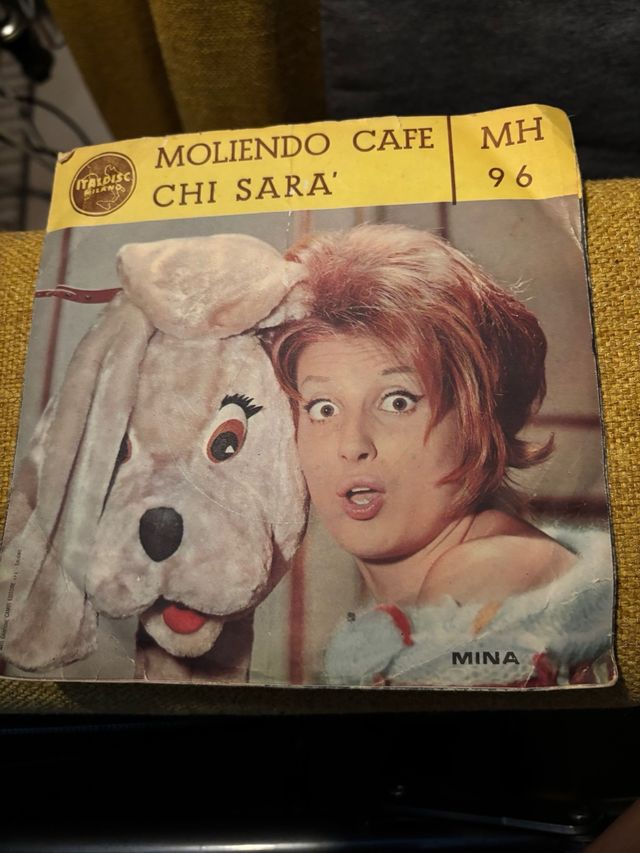 ITALDISC
MILANO
MOLIENDO CAFE
CHI SARA'
MH
96
MINA